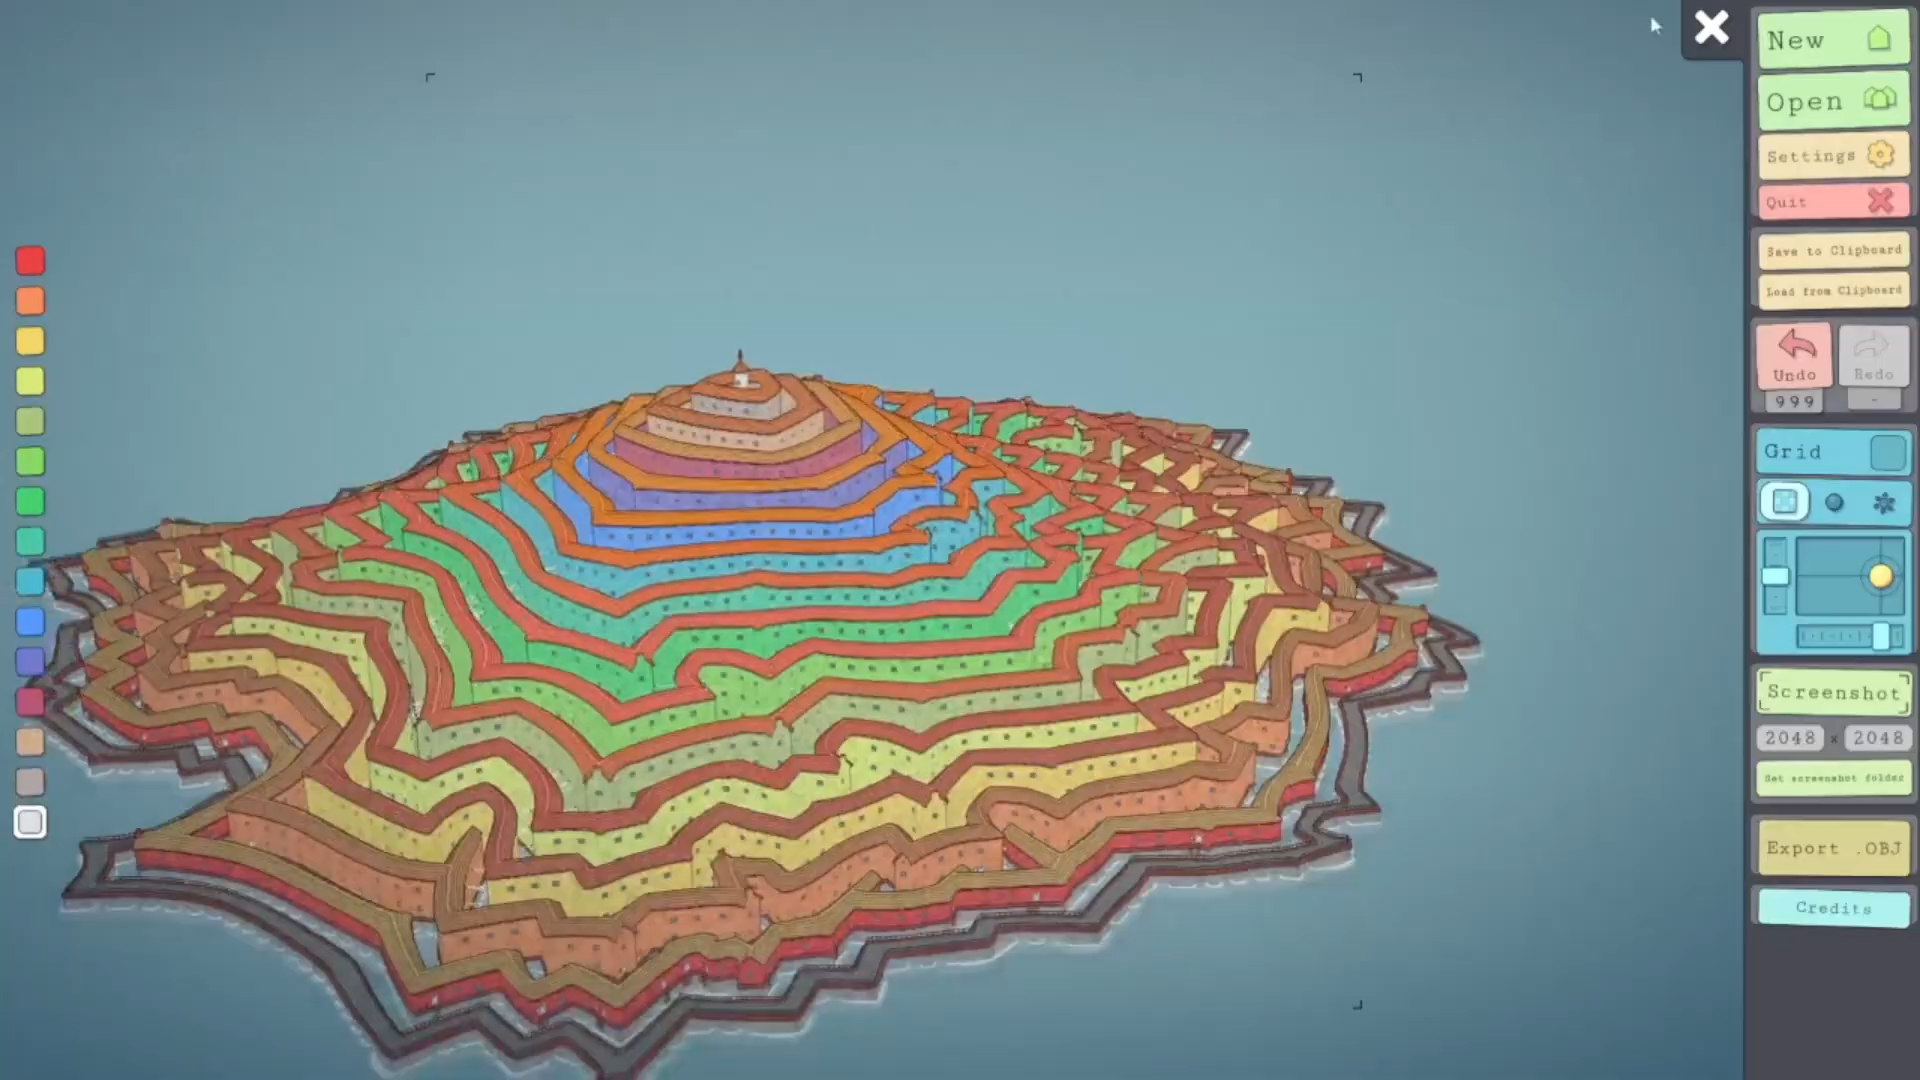 New
Open
Settings
Quit
Save to Clipboard
Load from Clipboard
Undo
Redo
999
-
Grid
Screenshot
2048 x 2048
Set screenshot folder
Export .OBJ
Credits